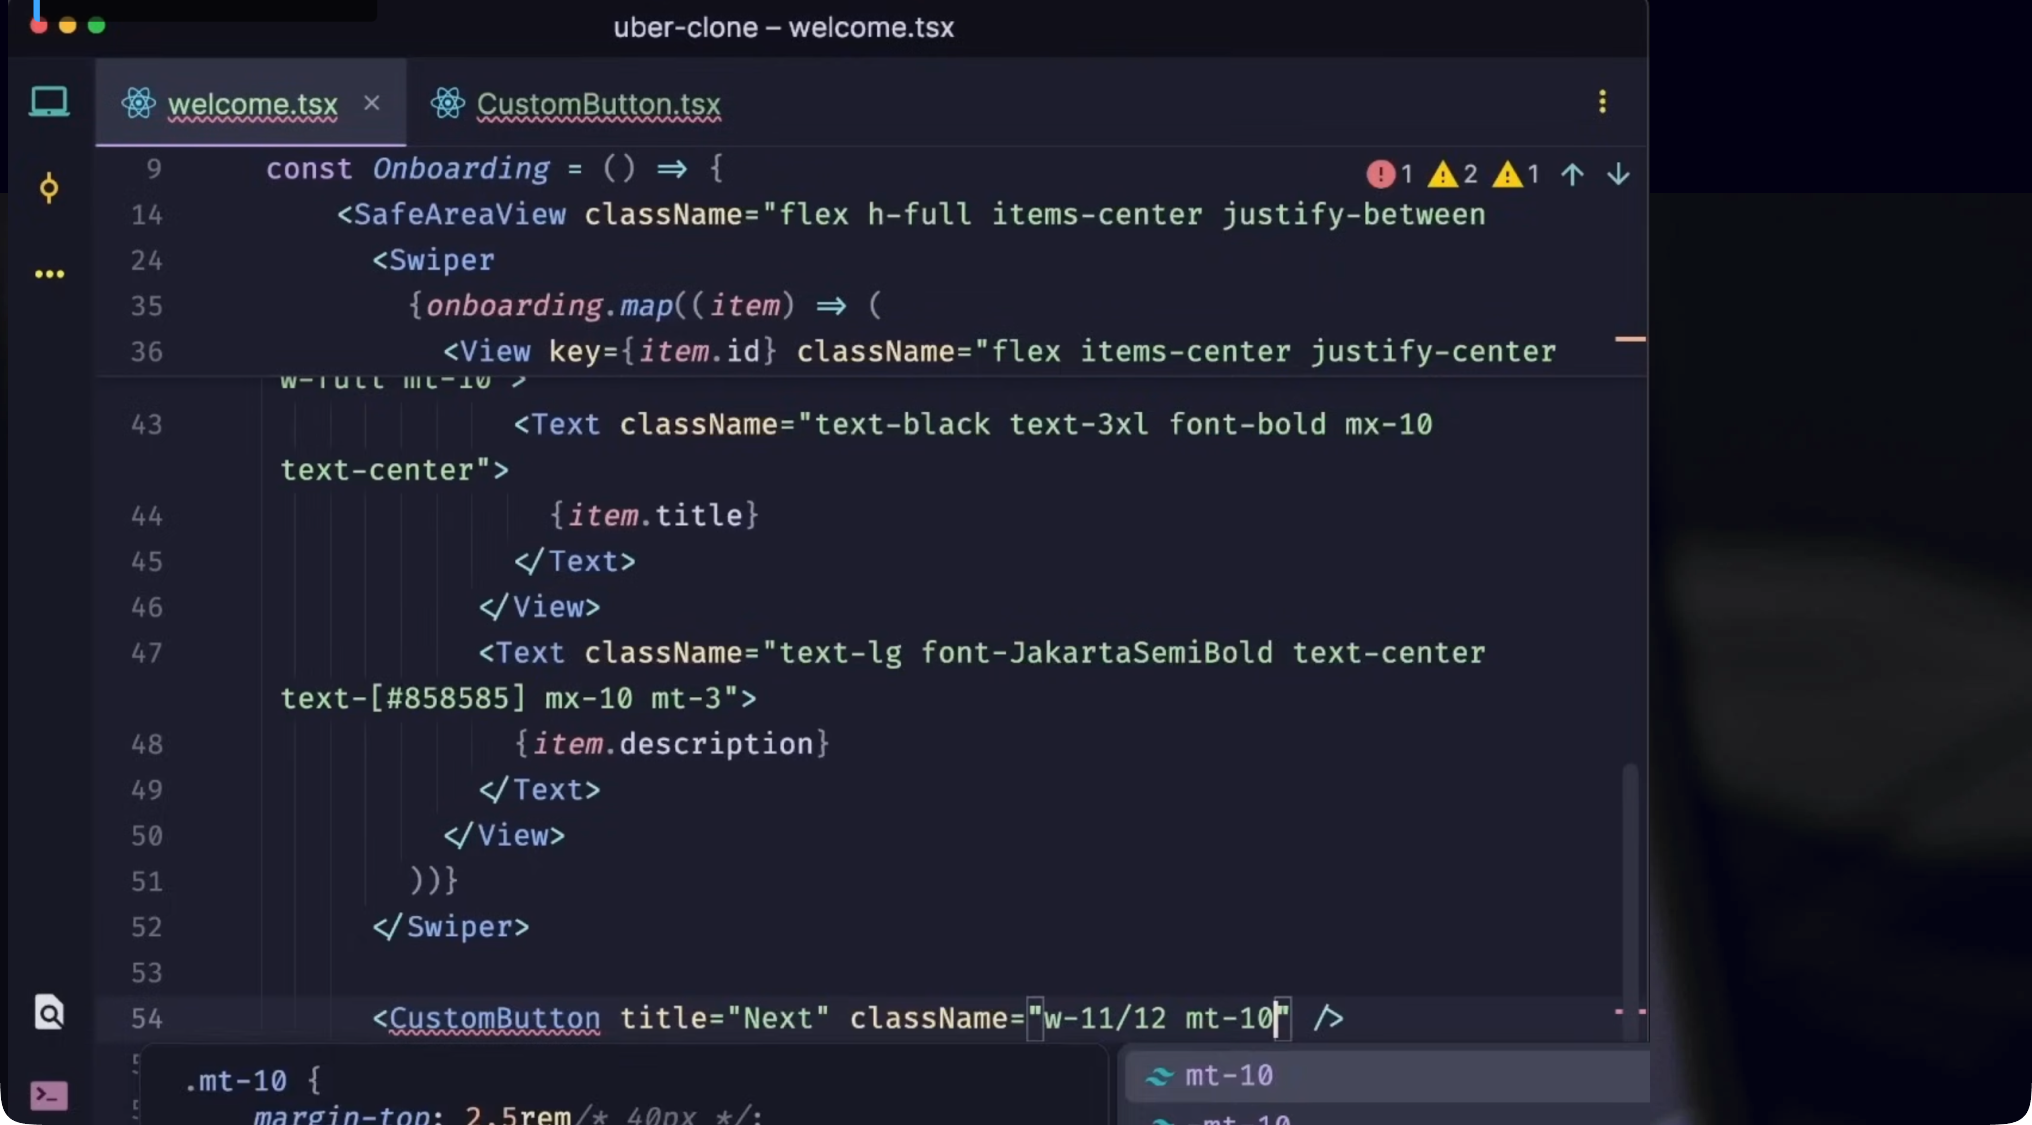 uber-clone – welcome.tsx
welcome.tsx × CustomButton.tsx
9 const Onboarding = () => { 1 2 1
14 <SafeAreaView className="flex h-full items-center justify-between
24 <Swiper
35 {onboarding.map((item) => (
36 <View key={item.id} className="flex items-center justify-center
w-full mt-10">
43 <Text className="text-black text-3xl font-bold mx-10
text-center">
44 {item.title}
45 </Text>
46 </View>
47 <Text className="text-lg font-JakartaSemiBold text-center
text-[#858585] mx-10 mt-3">
48 {item.description}
49 </Text>
50 </View>
51 ))}
52 </Swiper>
53
54 <CustomButton title="Next" className="w-11/12 mt-10" />
.mt-10 {
margin-top: 2.5rem/* 40px */;
mt-10
-mt-10